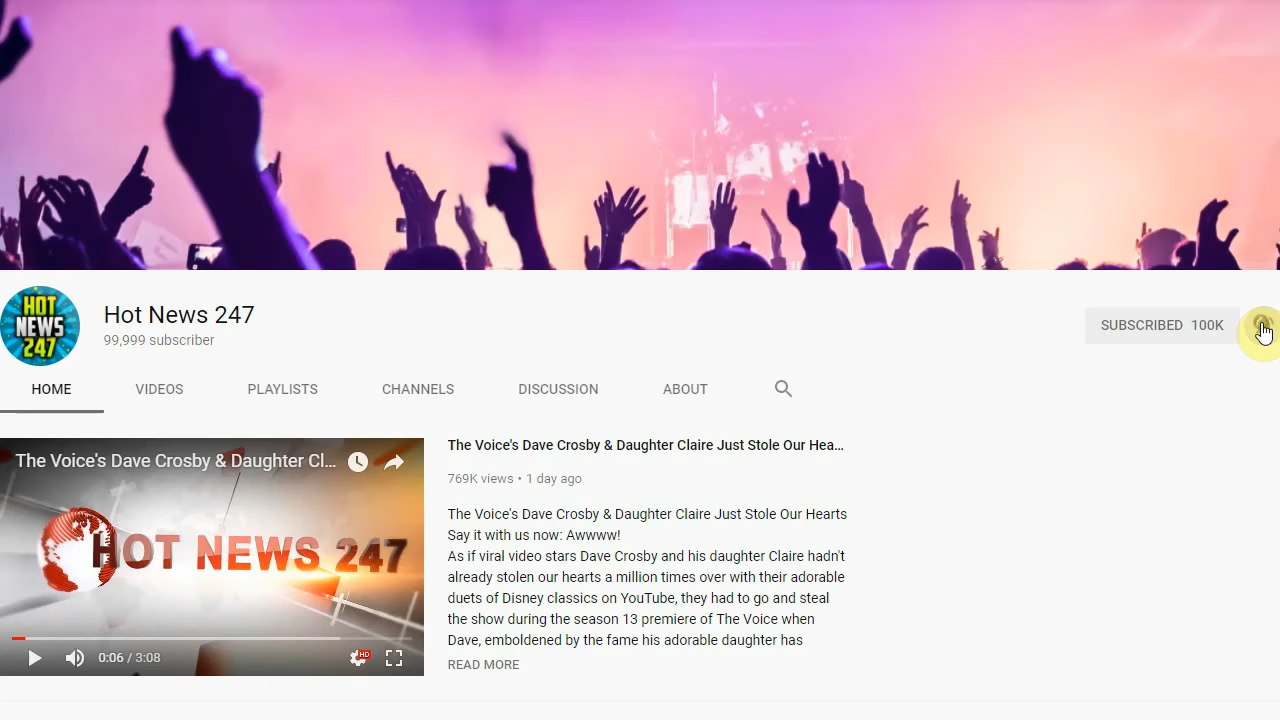 HOT
NEWS
247
Hot News 247
99,999 subscriber
SUBSCRIBED 100K
HOME
VIDEOS
PLAYLISTS
CHANNELS
DISCUSSION
ABOUT
The Voice's Dave Crosby & Daughter Cl...
HOT NEWS 247
0:06 / 3:08
HD
The Voice's Dave Crosby & Daughter Claire Just Stole Our Hea...
769K views • 1 day ago
The Voice's Dave Crosby & Daughter Claire Just Stole Our Hearts
Say it with us now: Awwww!
As if viral video stars Dave Crosby and his daughter Claire hadn't
already stolen our hearts a million times over with their adorable
duets of Disney classics on YouTube, they had to go and steal
the show during the season 13 premiere of The Voice when
Dave, emboldened by the fame his adorable daughter has
READ MORE